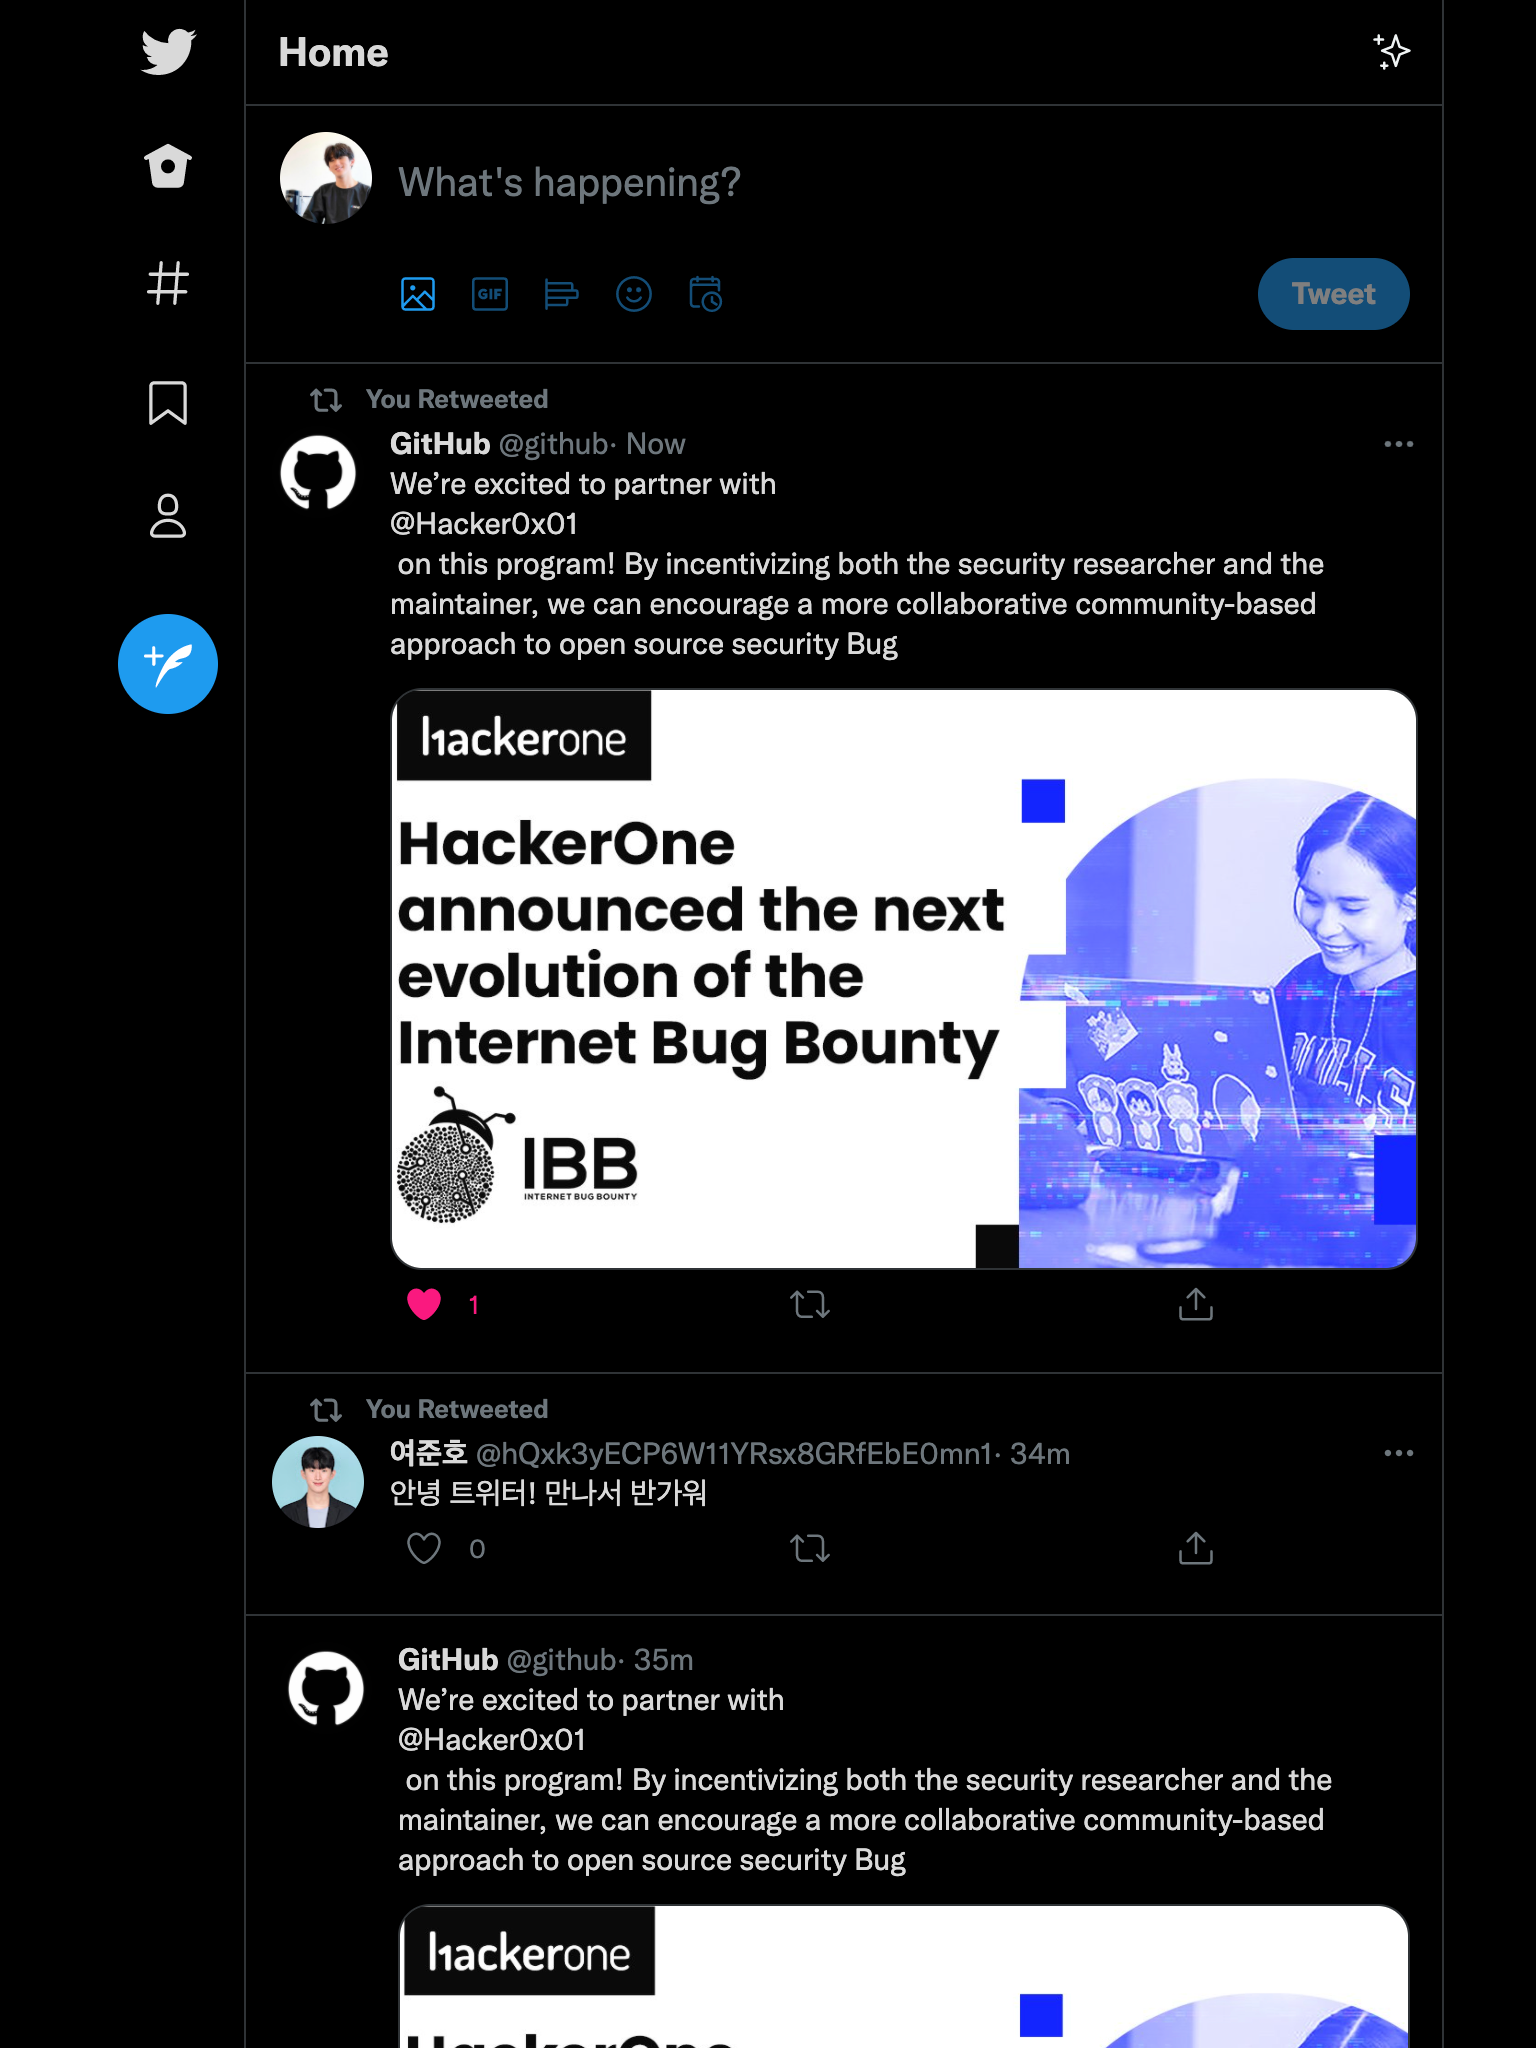 Home
What's happening?
GIF
Tweet
You Retweeted
GitHub @github· Now
We’re excited to partner with
@Hacker0x01
on this program! By incentivizing both the security researcher and the
maintainer, we can encourage a more collaborative community-based
approach to open source security Bug
hackerone
HackerOne
announced the next
evolution of the
Internet Bug Bounty
IBB
INTERNET BUG BOUNTY
1
You Retweeted
여준호 @hQxk3yECP6W11YRsx8GRfEbE0mn1· 34m
안녕 트위터! 만나서 반가워
0
GitHub @github· 35m
We’re excited to partner with
@Hacker0x01
on this program! By incentivizing both the security researcher and the
maintainer, we can encourage a more collaborative community-based
approach to open source security Bug
hackerone
HackerOne